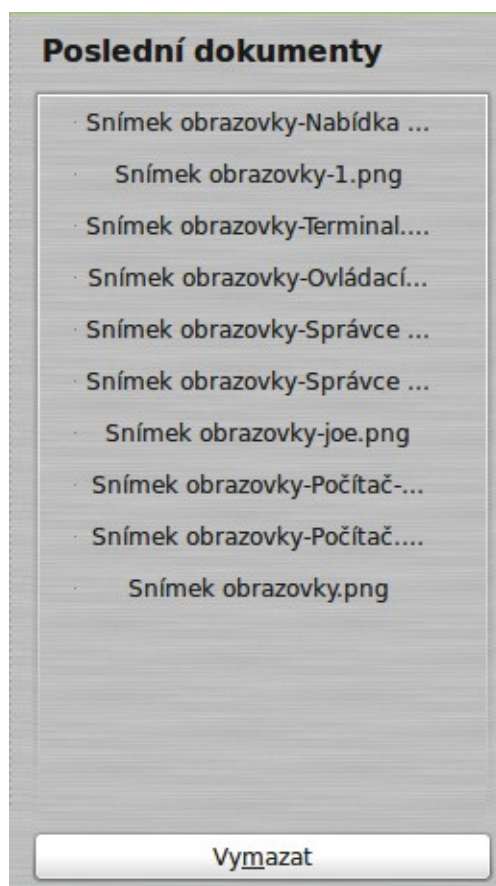 Poslední dokumenty
Snímek obrazovky-Nabídka ...
Snímek obrazovky-1.png
Snímek obrazovky-Terminal....
Snímek obrazovky-Ovládací...
Snímek obrazovky-Správce ...
Snímek obrazovky-Správce ...
Snímek obrazovky-joe.png
Snímek obrazovky-Počítač-...
Snímek obrazovky-Počítač....
Snímek obrazovky.png
Vymazat